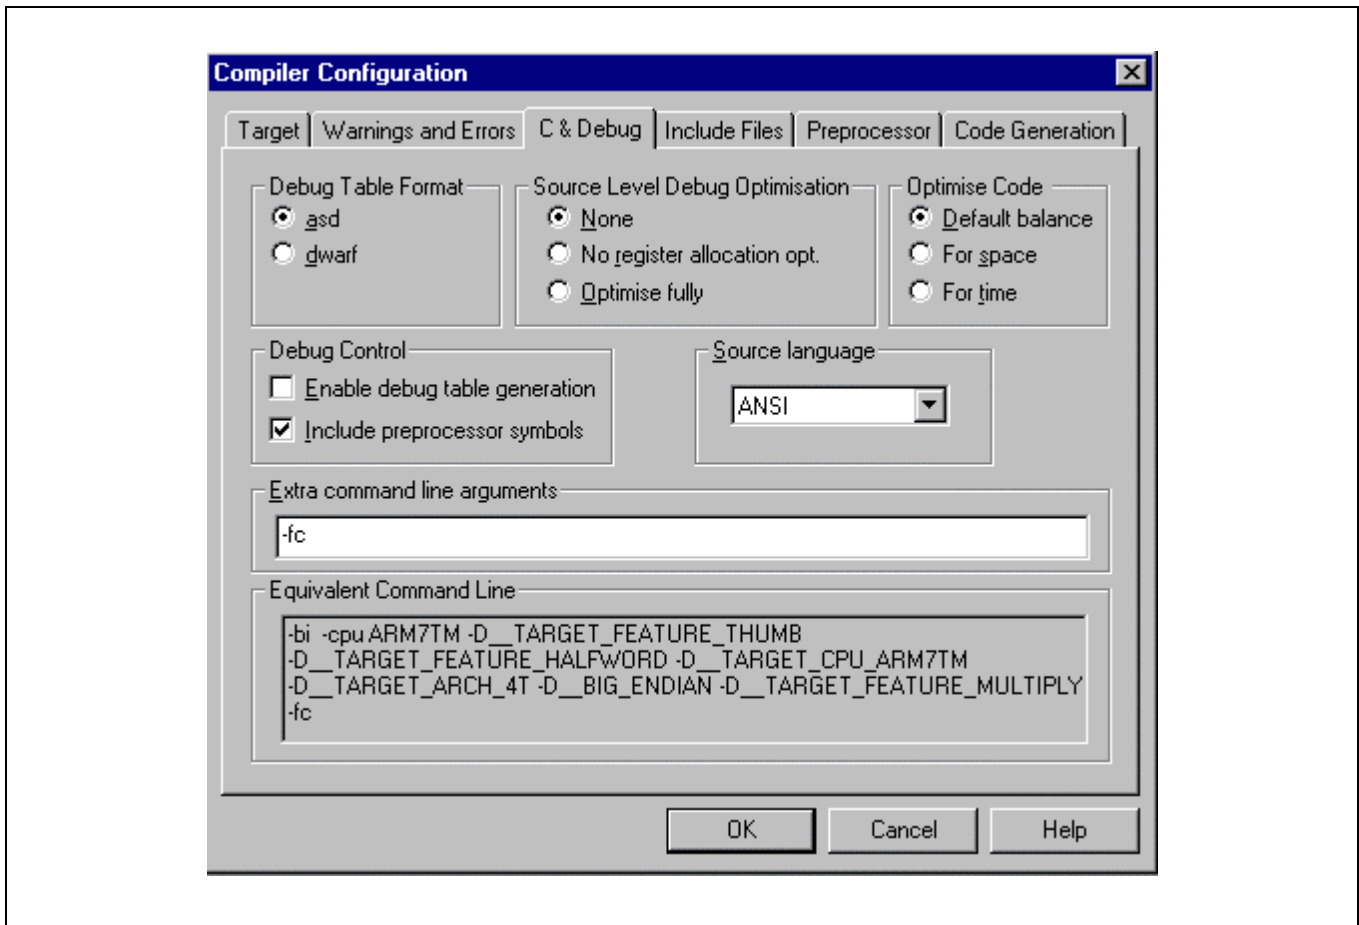 Compiler Configuration
Target Warnings and Errors C & Debug Include Files Preprocessor Code Generation
Debug Table Format
asd
dwarf
Source Level Debug Optimisation
None
No register allocation opt.
Optimise fully
Optimise Code
Default balance
For space
For time
Debug Control
Enable debug table generation
Include preprocessor symbols
Source language
ANSI
Extra command line arguments
-fc
Equivalent Command Line
-bi -cpu ARM7TM -D__TARGET_FEATURE_THUMB
-D__TARGET_FEATURE_HALFWORD -D__TARGET_CPU_ARM7TM
-D__TARGET_ARCH_4T -D__BIG_ENDIAN -D__TARGET_FEATURE_MULTIPLY
-fc
OK Cancel Help